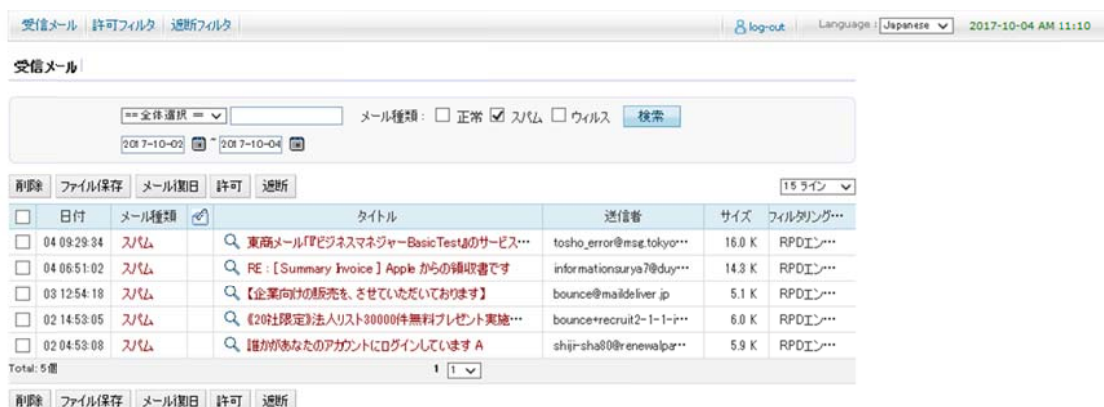 受信メール 許可フィルタ 遮断フィルタ log-out Language : Japanese 2017-10-04 AM 11:10
受信メール
== 全体選択 = メール種類 : 正常 スパム ウィルス 検索
2017-10-02 ~ 2017-10-04
削除 ファイル保存 メール復旧 許可 遮断 15 ライン
日付 メール種類 タイトル 送信者 サイズ フィルタリング…
04 09:29:34 スパム 東商メール『『ビジネスマネジャーBasicTest』のサービス… tosho_error@msg.tokyo… 16.0 K RPDエン…
04 06:51:02 スパム RE : [ Summary Invoice ] Apple からの領収書です informationsurya7@duy… 14.3 K RPDエン…
03 12:54:18 スパム 【企業向けの販売を、させていただいております】 bounce@maildeliver.jp 5.1 K RPDエン…
02 14:53:05 スパム 《20社限定》法人リスト30000件無料プレゼント実施… bounce+recruit2-1-1-i… 6.0 K RPDエン…
02 04:53:08 スパム 誰かがあなたのアカウントにログインしています A shiji-sha80@renewalpar… 5.9 K RPDエン…
Total: 5個 1 1
削除 ファイル保存 メール復旧 許可 遮断